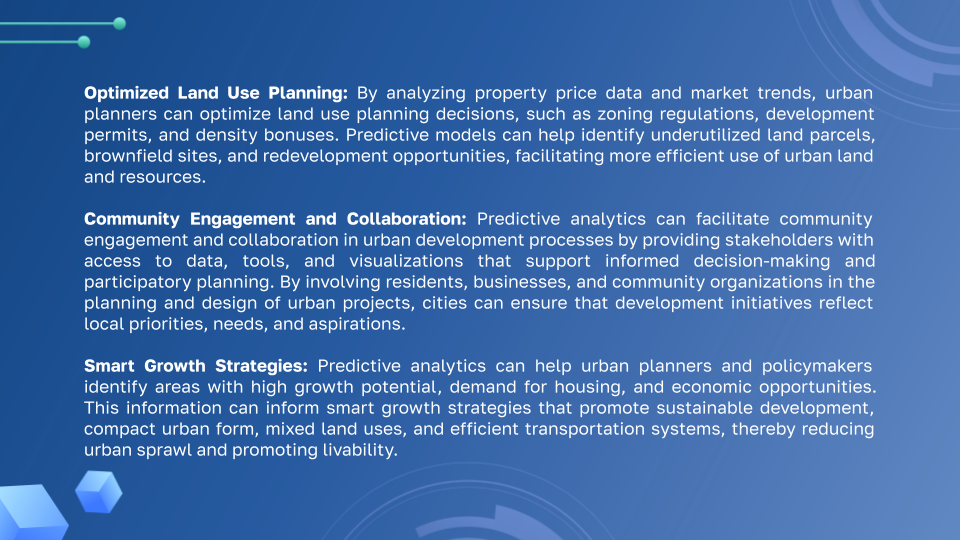 Optimized Land Use Planning: By analyzing property price data and market trends, urban
planners can optimize land use planning decisions, such as zoning regulations, development
permits, and density bonuses. Predictive models can help identify underutilized land parcels,
brownfield sites, and redevelopment opportunities, facilitating more efficient use of urban land
and resources.
Community Engagement and Collaboration: Predictive analytics can facilitate community
engagement and collaboration in urban development processes by providing stakeholders with
access to data, tools, and visualizations that support informed decision-making and
participatory planning. By involving residents, businesses, and community organizations in the
planning and design of urban projects, cities can ensure that development initiatives reflect
local priorities, needs, and aspirations.
Smart Growth Strategies: Predictive analytics can help urban planners and policymakers
identify areas with high growth potential, demand for housing, and economic opportunities.
This information can inform smart growth strategies that promote sustainable development,
compact urban form, mixed land uses, and efficient transportation systems, thereby reducing
urban sprawl and promoting livability.